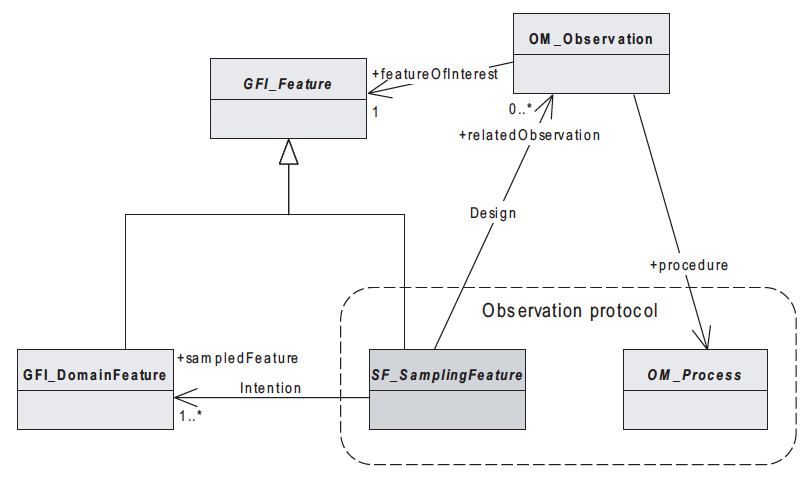 OM_Observation
+featureOfInterest
GFI_Feature
1
0..*
+relatedObservation
Design
+procedure
Observation protocol
+sampledFeature
GFI_DomainFeature
SF_SamplingFeature
OM_Process
Intention
1..*